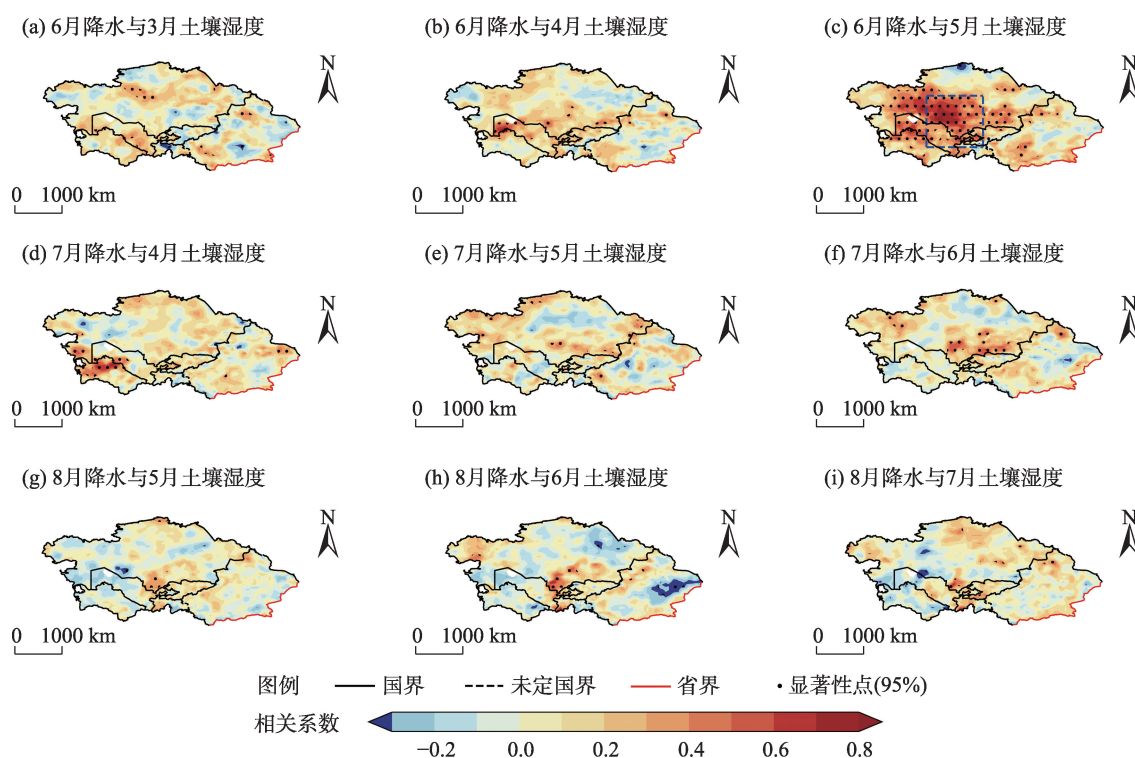 (a) 6月降水与3月土壤湿度
(b) 6月降水与4月土壤湿度
(c) 6月降水与5月土壤湿度
N
N
N
0 1000 km
0 1000 km
0 1000 km
(d) 7月降水与4月土壤湿度
(e) 7月降水与5月土壤湿度
(f) 7月降水与6月土壤湿度
N
N
N
0 1000 km
0 1000 km
0 1000 km
(g) 8月降水与5月土壤湿度
(h) 8月降水与6月土壤湿度
(i) 8月降水与7月土壤湿度
N
N
N
0 1000 km
0 1000 km
0 1000 km
图例 国界 未定国界 省界 显著性点(95%)
相关系数
−0.2 0.0 0.2 0.4 0.6 0.8